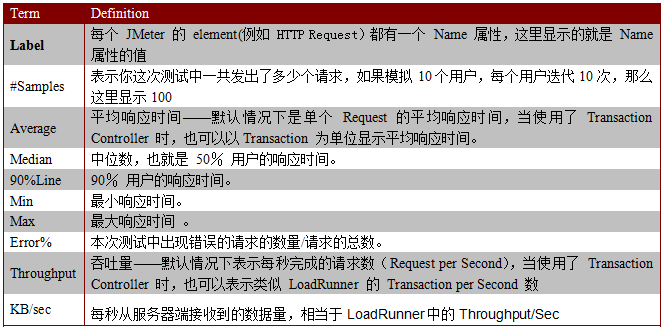 Term Definition
Label 每个 JMeter 的 element(例如 HTTP Request) 都有一个 Name 属性，这里显示的就是 Name
属性的值
#Samples 表示你这次测试中一共发出了多少个请求，如果模拟 10 个用户，每个用户迭代 10 次，那么
这里显示 100
Average 平均响应时间——默认情况下是单个 Request 的平均响应时间，当使用了 Transaction
Controller 时，也可以以 Transaction 为单位显示平均响应时间。
Median 中位数，也就是 50％ 用户的响应时间。
90%Line 90％ 用户的响应时间。
Min 最小响应时间。
Max 最大响应时间 。
Error% 本次测试中出现错误的请求的数量/请求的总数。
Throughput 吞吐量——默认情况下表示每秒完成的请求数（Request per Second），当使用了 Transaction
Controller 时，也可以表示类似 LoadRunner 的 Transaction per Second 数
KB/sec 每秒从服务器端接收到的数据量，相当于 LoadRunner中的 Throughput/Sec